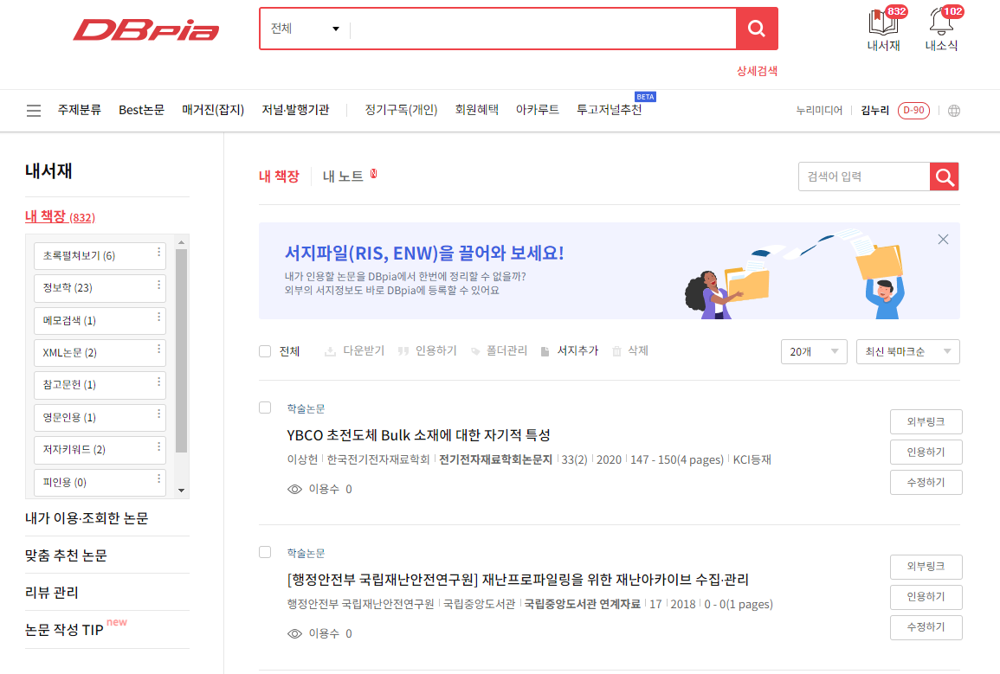 DBpia
전체
832
내서재
102
내소식
상세검색
주제분류 Best논문 매거진(잡지) 저널·발행기관 정기구독(개인) 회원혜택 아카루트 투고저널추천 BETA 누리미디어 김누리 D-90
내서재
내 책장 (832)
초록펼쳐보기 (6)
정보학 (23)
메모검색 (1)
XML논문 (2)
참고문헌 (1)
영문인용 (1)
저자키워드 (2)
피인용 (0)
내가 이용·조회한 논문
맞춤 추천 논문
리뷰 관리
논문 작성 TIP new
내 책장 내 노트 N
검색어 입력
서지파일(RIS, ENW)을 끌어와 보세요!
내가 인용할 논문을 DBpia에서 한번에 정리할 수 없을까?
외부의 서지정보도 바로 DBpia에 등록할 수 있어요
전체 다운받기 인용하기 폴더관리 서지추가 삭제 20개 최신 북마크순
학술논문
YBCO 초전도체 Bulk 소재에 대한 자기적 특성
이상헌 한국전기전자재료학회 전기전자재료학회논문지 33(2) 2020 147 - 150(4 pages) KCI등재
이용수 0
외부링크
인용하기
수정하기
학술논문
[행정안전부 국립재난안전연구원] 재난프로파일링을 위한 재난아카이브 수집·관리
행정안전부 국립재난안전연구원 국립중앙도서관 국립중앙도서관 연계자료 17 2018 0 - 0(1 pages)
이용수 0
외부링크
인용하기
수정하기